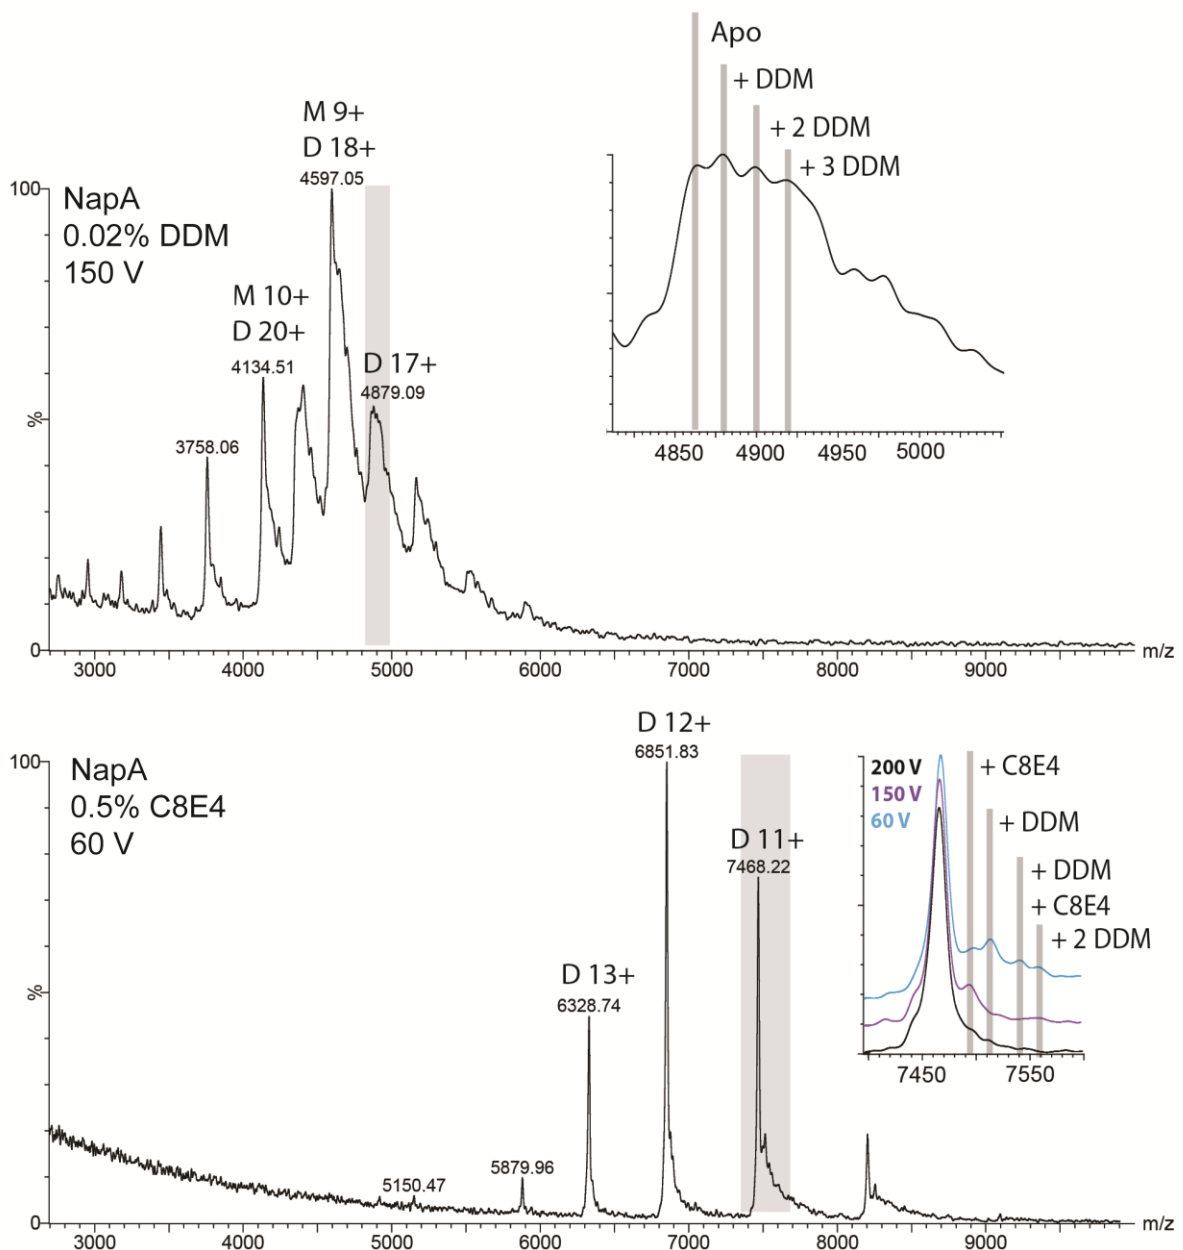 NapA
0.02% DDM
150 V
M 9+
D 18+
4597.05
M 10+
D 20+
4134.51
3758.06
D 17+
4879.09
100
%
0
3000 4000 5000 6000 7000 8000 9000 m/z
Apo
+ DDM
+ 2 DDM
+ 3 DDM
4850 4900 4950 5000
NapA
0.5% C8E4
60 V
D 12+
6851.83
D 11+
7468.22
D 13+
6328.74
5879.96
5150.47
100
%
0
3000 4000 5000 6000 7000 8000 9000 m/z
200 V
150 V
60 V
+ C8E4
+ DDM
+ DDM
+ C8E4
+ 2 DDM
7450 7550